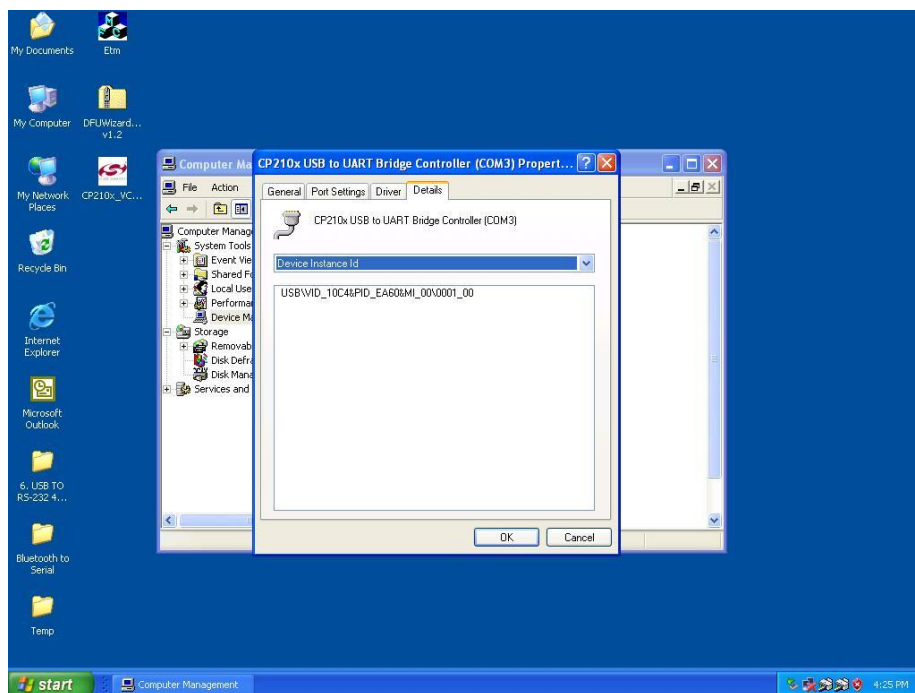 My Documents
Etm
My Computer
DFUWizard...
v1.2
My Network
Places
CP210x_VC...
Recycle Bin
Internet
Explorer
Microsoft
Outlook
6. USB TO
RS-232 4...
Bluetooth to
Serial
Temp
Computer Ma
File
Action
Computer Manag
System Tools
Event Vie
Shared Fo
Local Use
Performa
Device Ma
Storage
Removab
Disk Defra
Disk Mana
Services and
CP210x USB to UART Bridge Controller (COM3) Propert...
General
Port Settings
Driver
Details
CP210x USB to UART Bridge Controller (COM3)
Device Instance Id
USB\VID_10C4&PID_EA60&MI_00\0001_00
OK
Cancel
start
Computer Management
4:25 PM